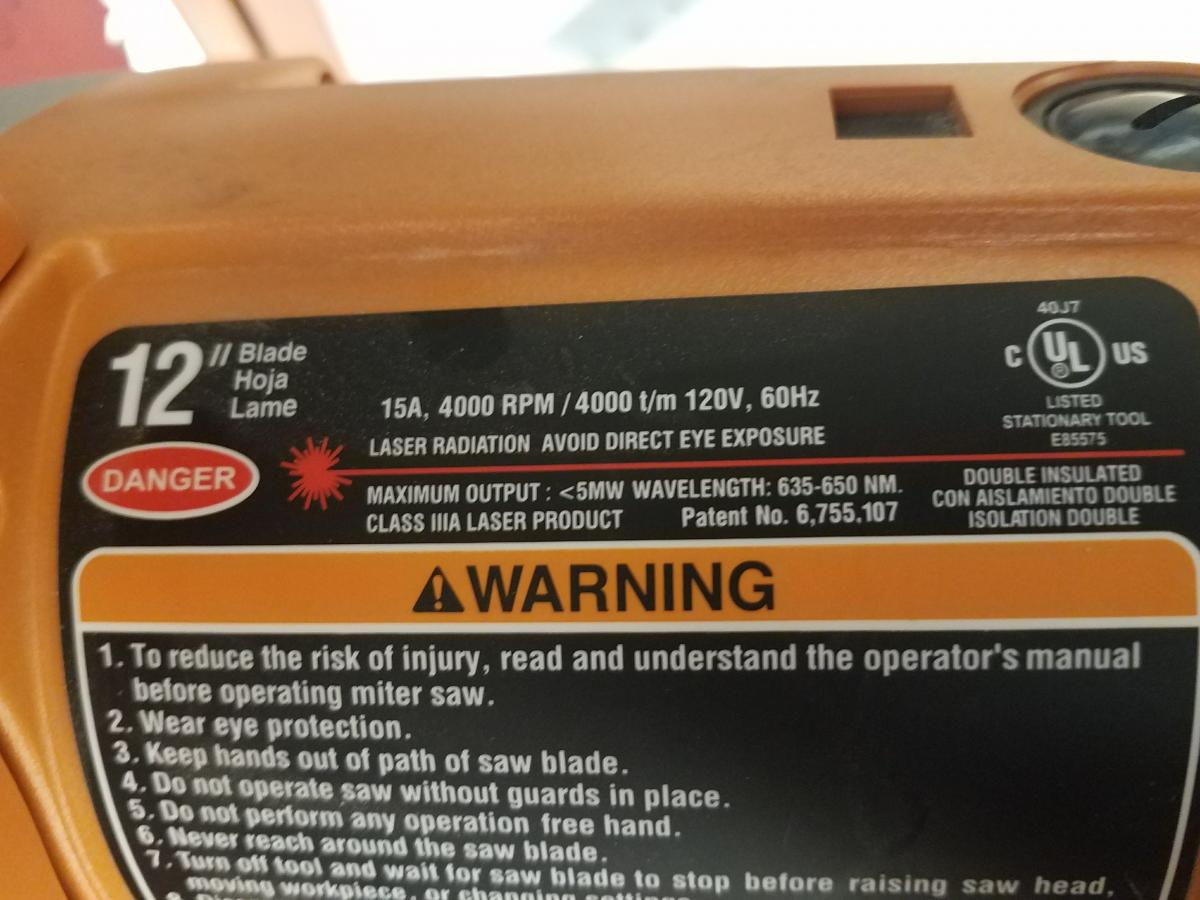 40J7
C UL US
®
LISTED
STATIONARY TOOL
E85575
12" Blade
Hoja
Lame
15A, 4000 RPM / 4000 t/m 120V, 60Hz
LASER RADIATION AVOID DIRECT EYE EXPOSURE
DANGER
MAXIMUM OUTPUT : <5MW WAVELENGTH: 635-650 NM.
CLASS IIIA LASER PRODUCT Patent No. 6,755,107
DOUBLE INSULATED
CON AISLAMIENTO DOUBLE
ISOLATION DOUBLE
WARNING
1. To reduce the risk of injury, read and understand the operator's manual
before operating miter saw.
2. Wear eye protection.
3. Keep hands out of path of saw blade.
4. Do not operate saw without guards in place.
5. Do not perform any operation free hand.
6. Never reach around the saw blade.
7. Turn off tool and wait for saw blade to stop before raising saw head,
moving workpiece, or changing settings.